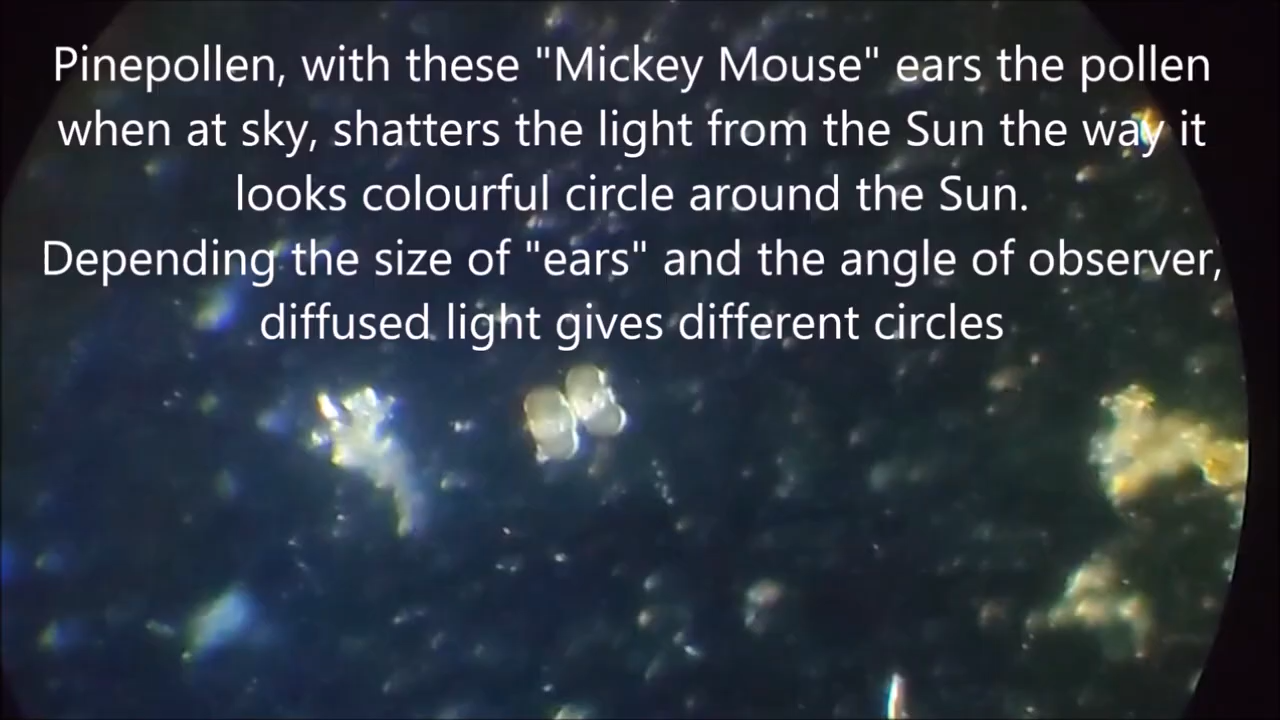 Pinepollen, with these "Mickey Mouse" ears the pollen
when at sky, shatters the light from the Sun the way it
looks colourful circle around the Sun.
Depending the size of "ears" and the angle of observer,
diffused light gives different circles